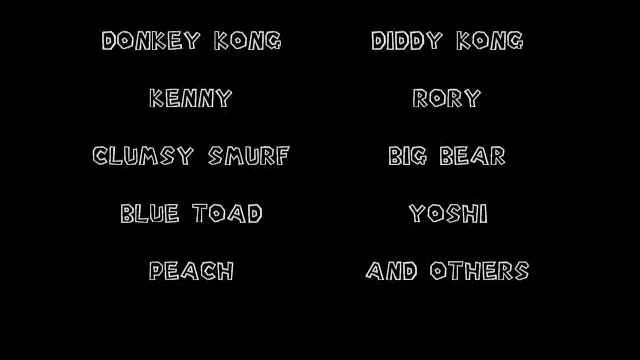 DONKEY KONG DIDDY KONG
KENNY RORY
CLUMSY SMURF BIG BEAR
BLUE TOAD YOSHI
PEACH AND OTHERS